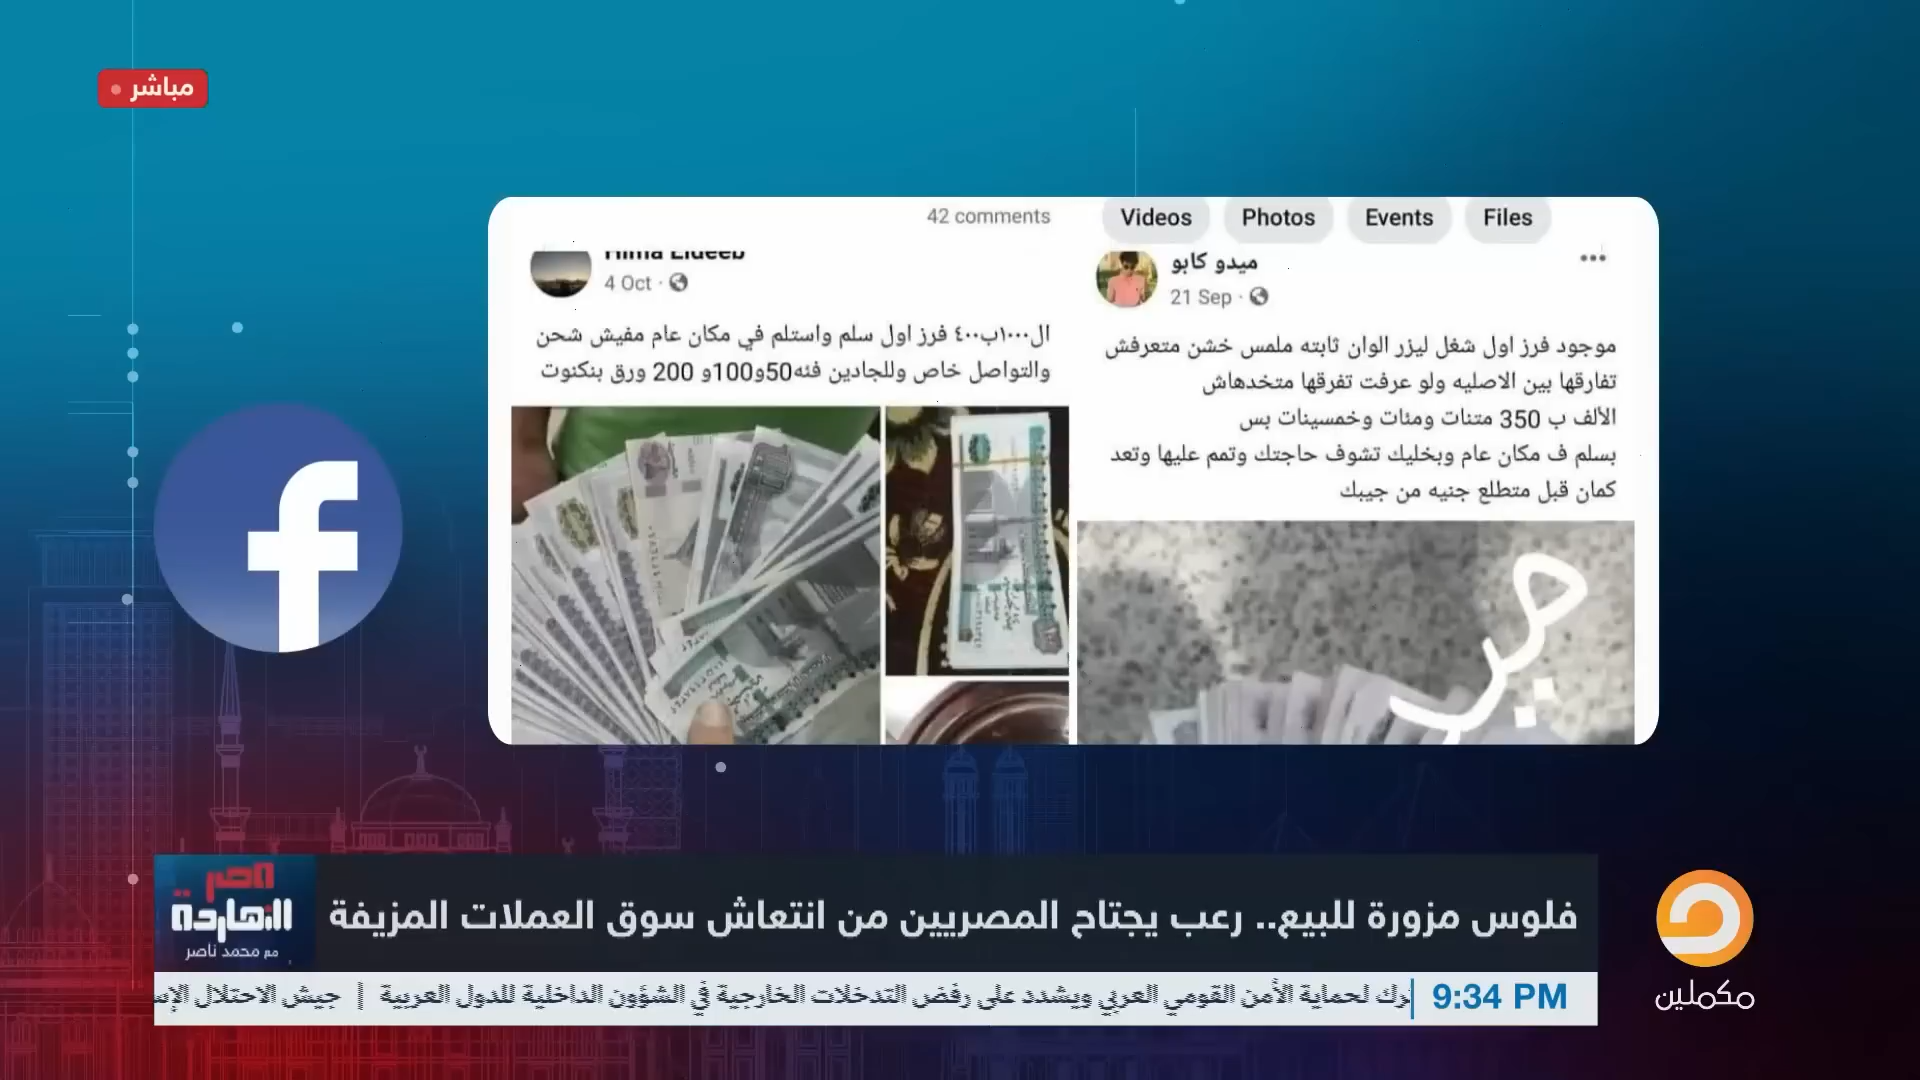 مباشر
42 comments
4 Oct
ال١٠٠٠ب٤٠٠ فرز اول سلم واستلم في مكان عام مفيش شحن
والتواصل خاص وللجادين فئه50و100و 200 ورق بنكنوت
Videos
Photos
Events
Files
ميدو كابو
21 Sep
موجود فرز اول شغل ليزر الوان ثابته ملمس خشن متعرفش
تفارقها بين الاصليه ولو عرفت تفرقها متخدهاش
الألف ب 350 متنات ومئات وخمسينات بس
بسلم ف مكان عام وبخليك تشوف حاجتك وتمم عليها وتعد
كمان قبل متطلع جنيه من جيبك
مصر
النهاردة
مع محمد ناصر
فلوس مزورة للبيع.. رعب يجتاح المصريين من انتعاش سوق العملات المزيفة
9:34 PM
لحماية الأمن القومي العربي ويشدد على رفض التدخلات الخارجية في الشؤون الداخلية للدول العربية | جيش الاحتلال
مكملين